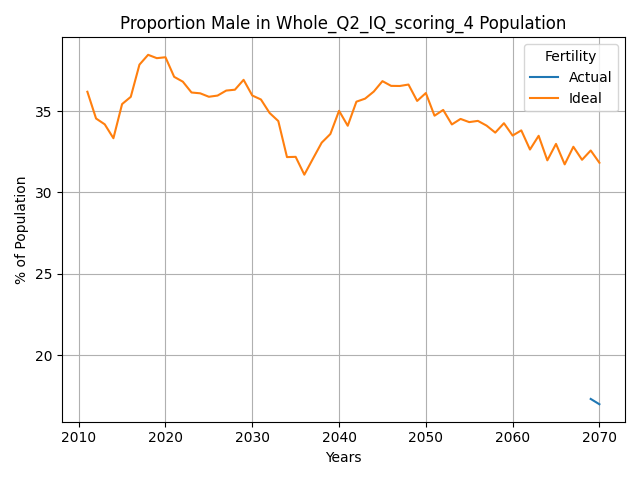 Proportion Male in Whole_Q2_IQ_scoring_4 Population
Fertility
Actual
Ideal
% of Population
35
30
25
20
2010 2020 2030 2040 2050 2060 2070
Years